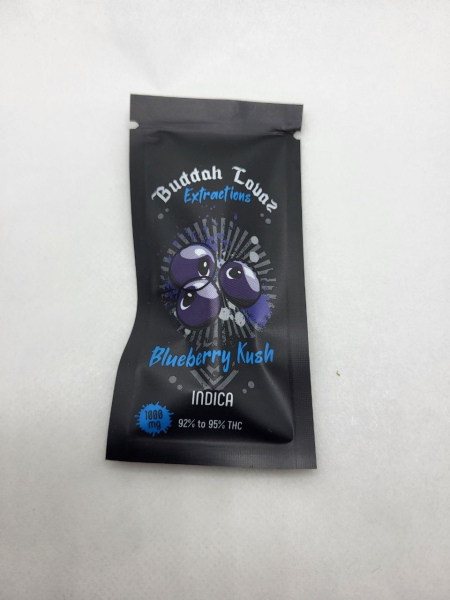 Buddah Lovaz
Extractions
Blueberry Kush
INDICA
1000
mg
92% to 95% THC